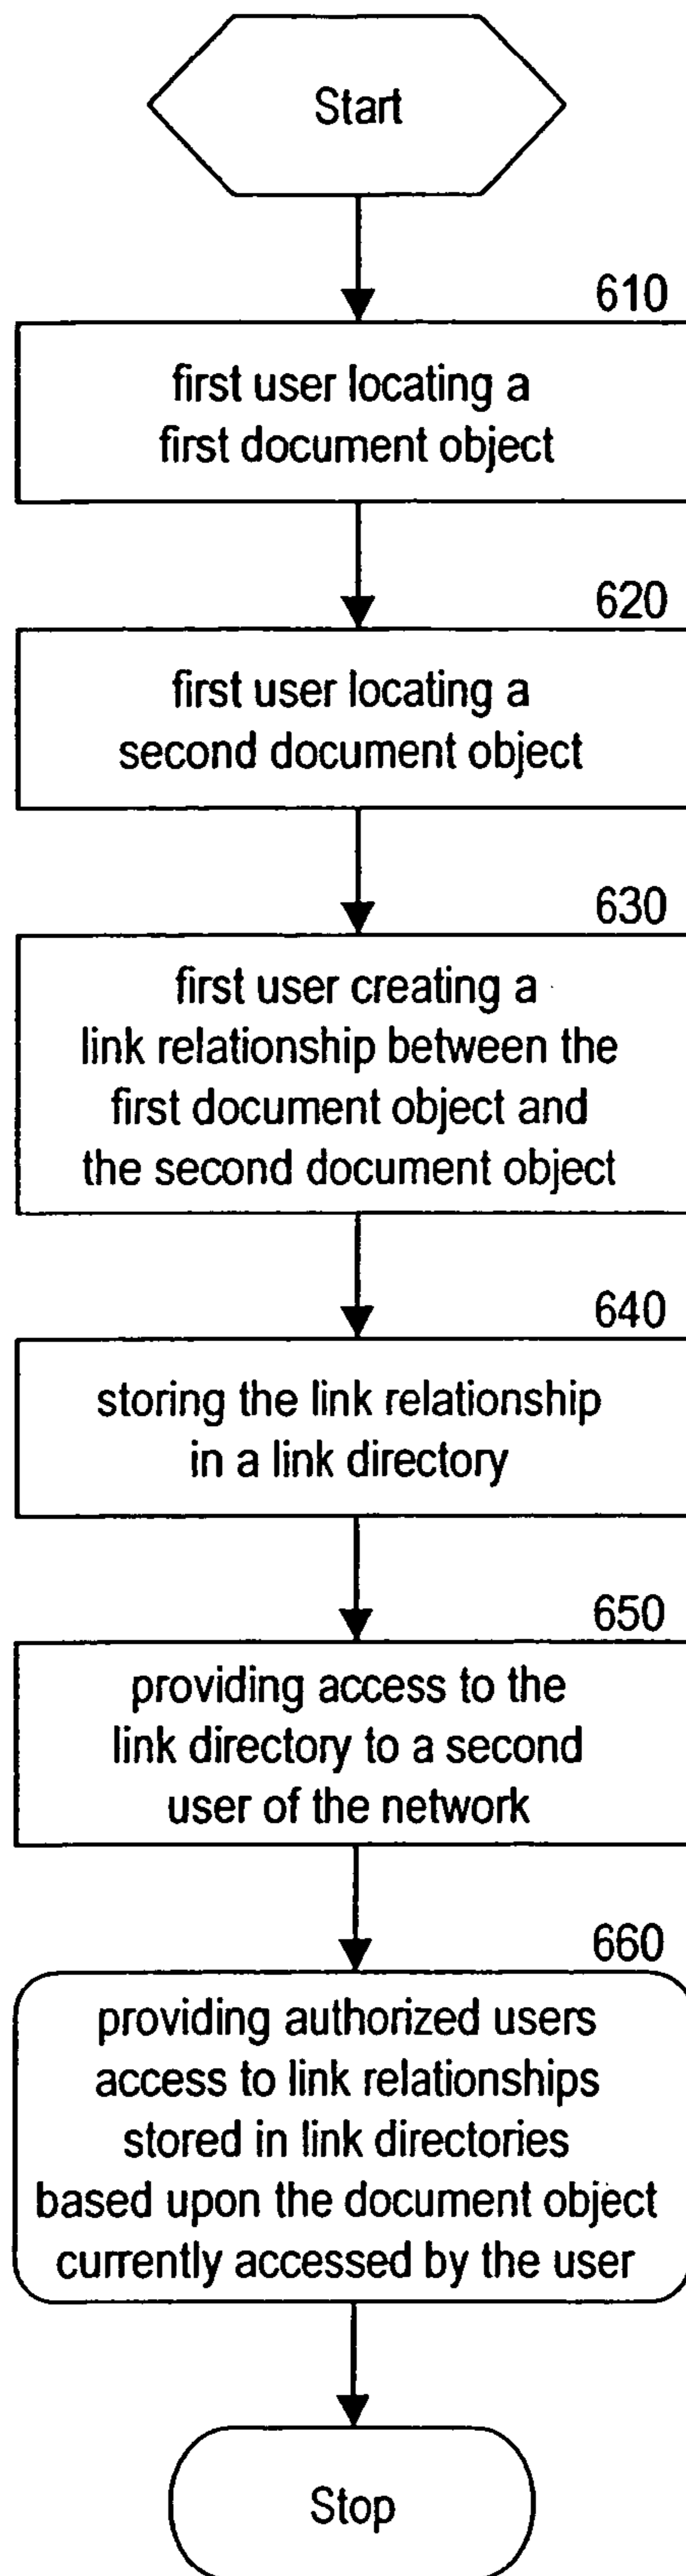 Start
610
first user locating a
first document object
620
first user locating a
second document object
630
first user creating a
link relationship between the
first document object and
the second document object
640
storing the link relationship
in a link directory
650
providing access to the
link directory to a second
user of the network
660
providing authorized users
access to link relationships
stored in link directories
based upon the document object
currently accessed by the user
Stop